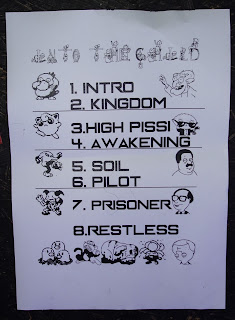 1. INTRO
2. KINGDOM
3.HIGH PISSI
4. AWAKENING
5. SOIL
6. PILOT
7. PRISONER
8.RESTLESS